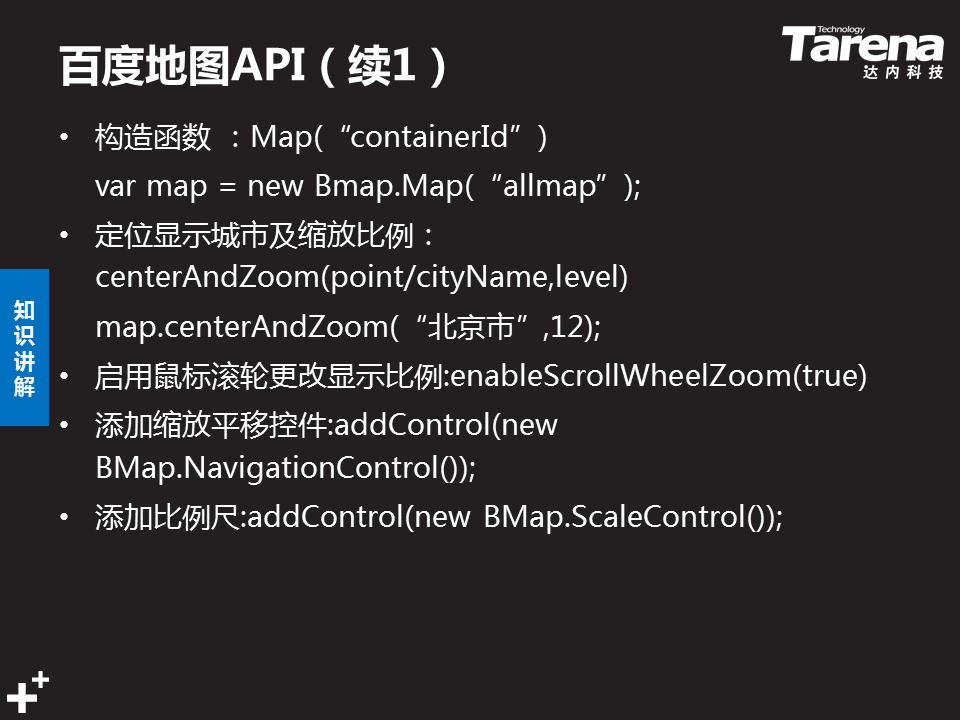 百度地图API（续1）
Technology
Tarena
达内科技
• 构造函数 ：Map(“containerId”)
var map = new Bmap.Map(“allmap”);
• 定位显示城市及缩放比例：
centerAndZoom(point/cityName,level)
map.centerAndZoom(“北京市”,12);
• 启用鼠标滚轮更改显示比例:enableScrollWheelZoom(true)
• 添加缩放平移控件:addControl(new
BMap.NavigationControl());
• 添加比例尺:addControl(new BMap.ScaleControl());
知
识
讲
解